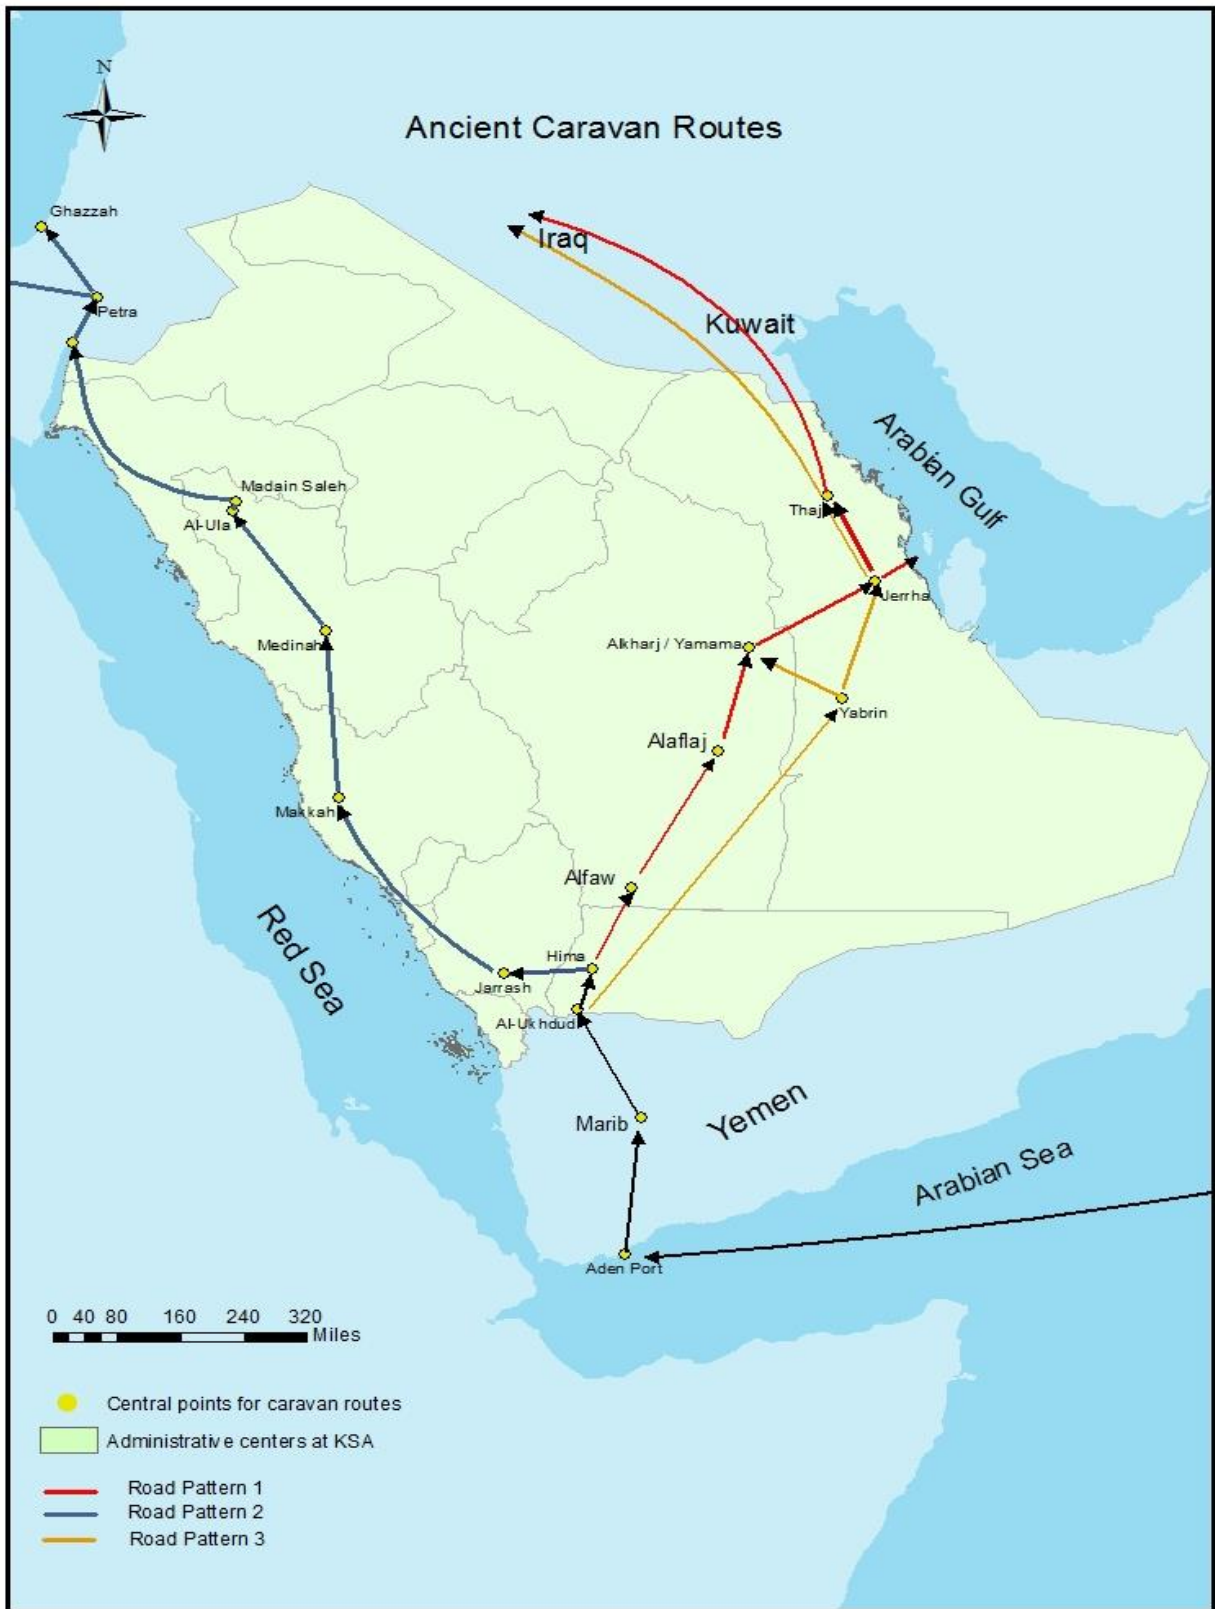 N
Ancient Caravan Routes
Ghazzah
Iraq
Petra
Kuwait
Arabian Gulf
Madain Saleh
Al-Ula
Thaj
Jerrha
Medinah
Alkharj / Yamama
Yabrin
Alaflaj
Makkah
Alfaw
Red Sea
Hima
Jarrash
Al-Ukhdud
Marib
Yemen
Arabian Sea
Aden Port
0 40 80 160 240 320
Miles
Central points for caravan routes
Administrative centers at KSA
Road Pattern 1
Road Pattern 2
Road Pattern 3